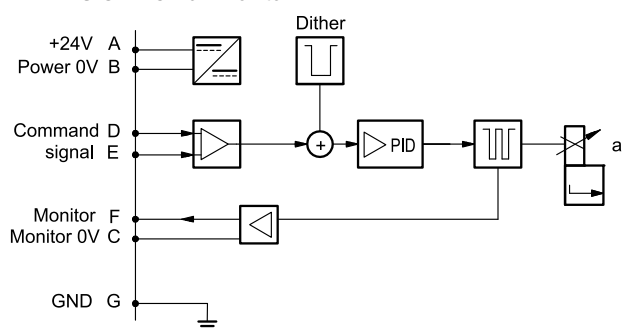 Dither
+24V A
Power 0V B
Command D
signal E
+
PID
a
Monitor F
Monitor 0V C
GND G